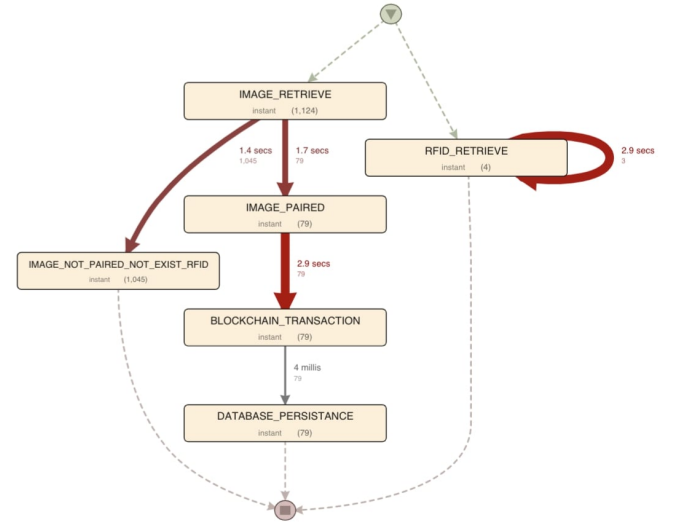 IMAGE_RETRIEVE
instant (1,124)
1.4 secs
1,045
1.7 secs
79
RFID_RETRIEVE
instant (4)
2.9 secs
3
IMAGE_PAIRED
instant (79)
IMAGE_NOT_PAIRED_NOT_EXIST_RFID
instant (1,045)
2.9 secs
79
BLOCKCHAIN_TRANSACTION
instant (79)
4 millis
79
DATABASE_PERSISTANCE
instant (79)